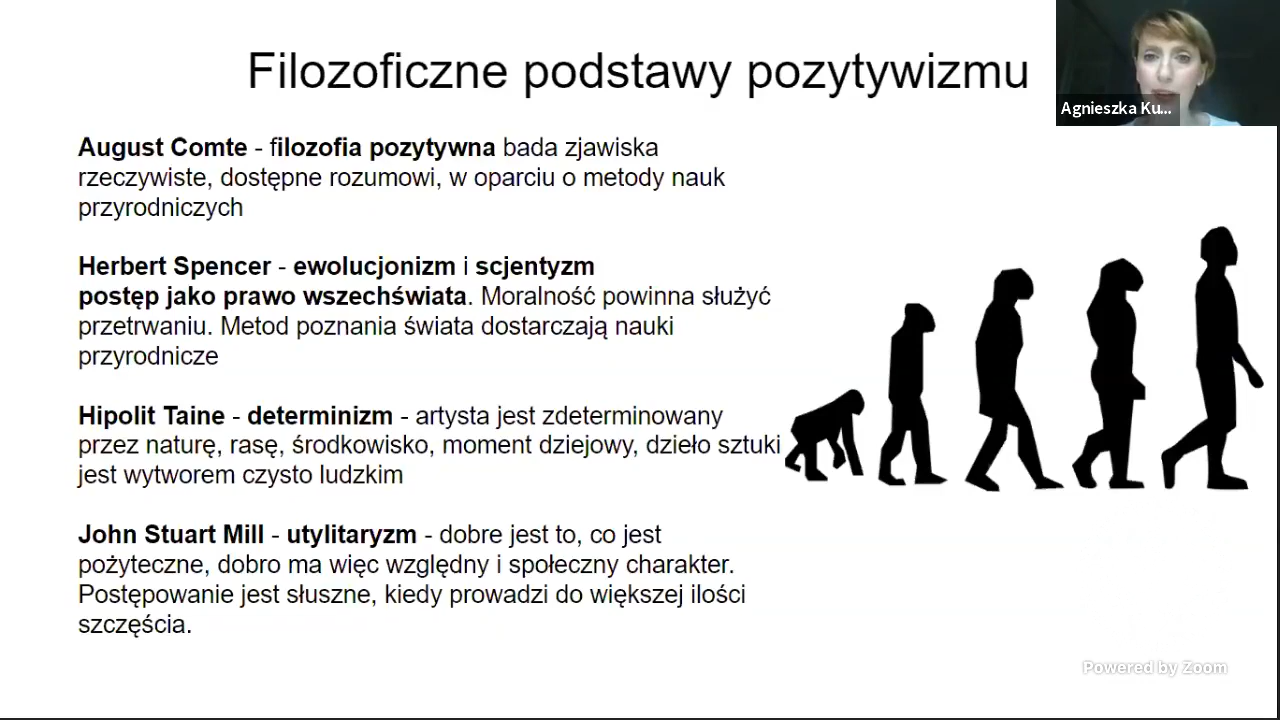 Filozoficzne podstawy pozytywizmu
Agnieszka Ku...
August Comte - filozofia pozytywna bada zjawiska
rzeczywiste, dostępne rozumowi, w oparciu o metody nauk
przyrodniczych
Herbert Spencer - ewolucjonizm i scjentyzm
postęp jako prawo wszechświata. Moralność powinna służyć
przetrwaniu. Metod poznania świata dostarczają nauki
przyrodnicze
Hipolit Taine - determinizm - artysta jest zdeterminowany
przez naturę, rasę, środkowisko, moment dziejowy, dzieło sztuki
jest wytworem czysto ludzkim
John Stuart Mill - utylitaryzm - dobre jest to, co jest
pożyteczne, dobro ma więc względny i społeczny charakter.
Postępowanie jest słuszne, kiedy prowadzi do większej ilości
szczęścia.
Powered by Zoom